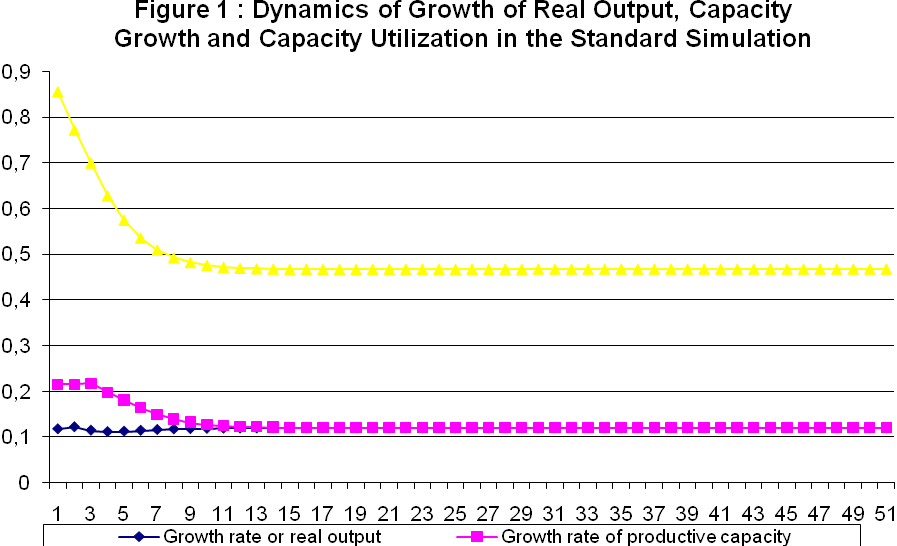 Figure 1 : Dynamics of Growth of Real Output, Capacity
Growth and Capacity Utilization in the Standard Simulation
0,9
0,8
0,7
0,6
0,5
0,4
0,3
0,2
0,1
0
1 3 5 7 9 11 13 15 17 19 21 23 25 27 29 31 33 35 37 39 41 43 45 47 49 51
Growth rate or real output Growth rate of productive capacity